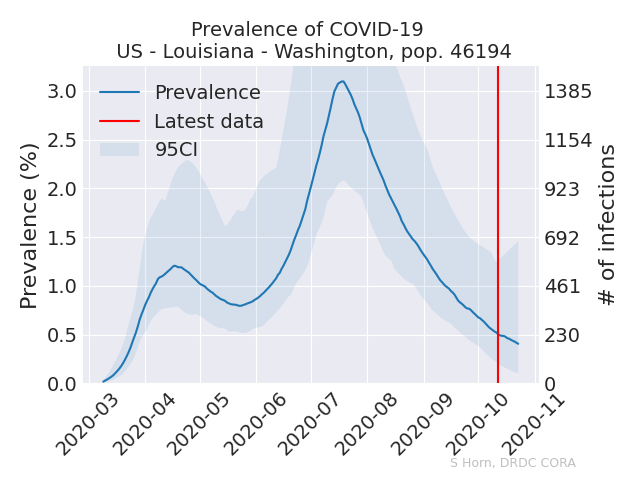 Prevalence of COVID-19
US - Louisiana - Washington, pop. 46194
Prevalence
Latest data
95CI
Prevalence (%)
3.0
2.5
2.0
1.5
1.0
0.5
0.0
1385
1154
923
692
461
230
0
# of infections
2020-03
2020-04
2020-05
2020-06
2020-07
2020-08
2020-09
2020-10
2020-11
S Horn, DRDC CORA